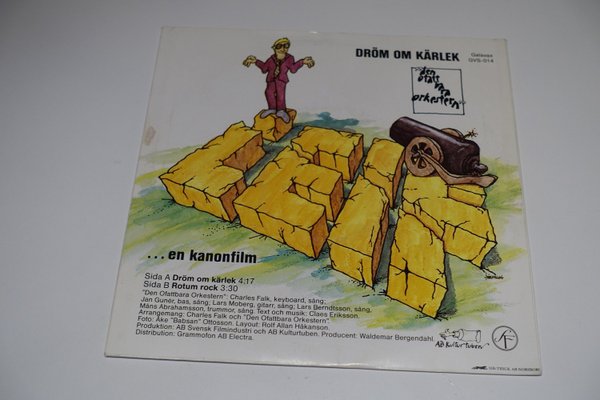 DRÖM OM KÄRLEK
Galavax
GVS-014
"den
ofattbara
orkestern"
...en kanonfilm
Sida A Dröm om kärlek 4;17
Sida B Rotum rock 3;30
"Den Ofattbara Orkestern": Charles Falk, keyboard, sång;
Jan Gunér, bas, sång; Lars Moberg, gitarr, sång; Lars Berndtsson, sång,
Måns Abrahamsson, trummor, sång. Text och musik: Claes Eriksson.
Arrangemang: Charles Falk och "Den Ofattbara Orkestern".
Foto: Åke "Babsan" Ottosson. Layout: Rolf Allan Håkanson.
Produktion: AB Svensk Filmindustri och AB Kulturtuben. Producent: Waldemar Bergendahl.
Distribution: Grammofon AB Electra.
AB Kulturtuben
SF